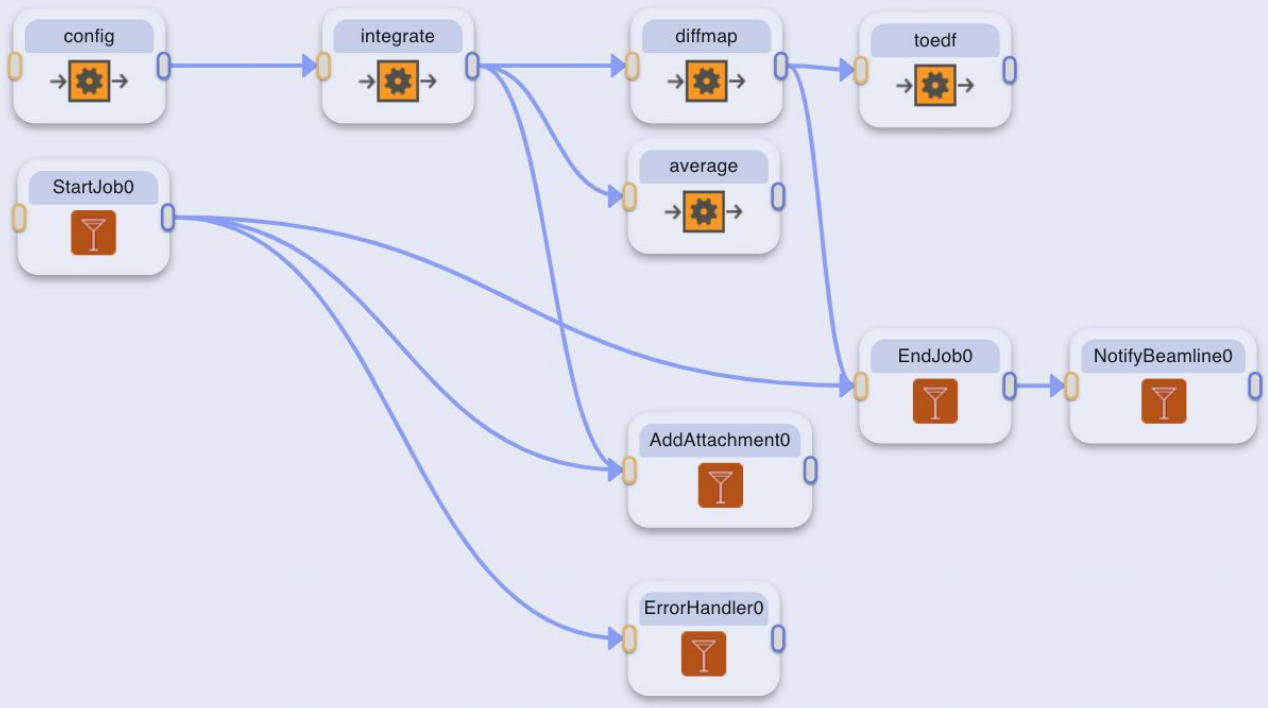 config
integrate
diffmap
toedf
StartJob0
average
EndJob0
NotifyBeamline0
AddAttachment0
ErrorHandler0